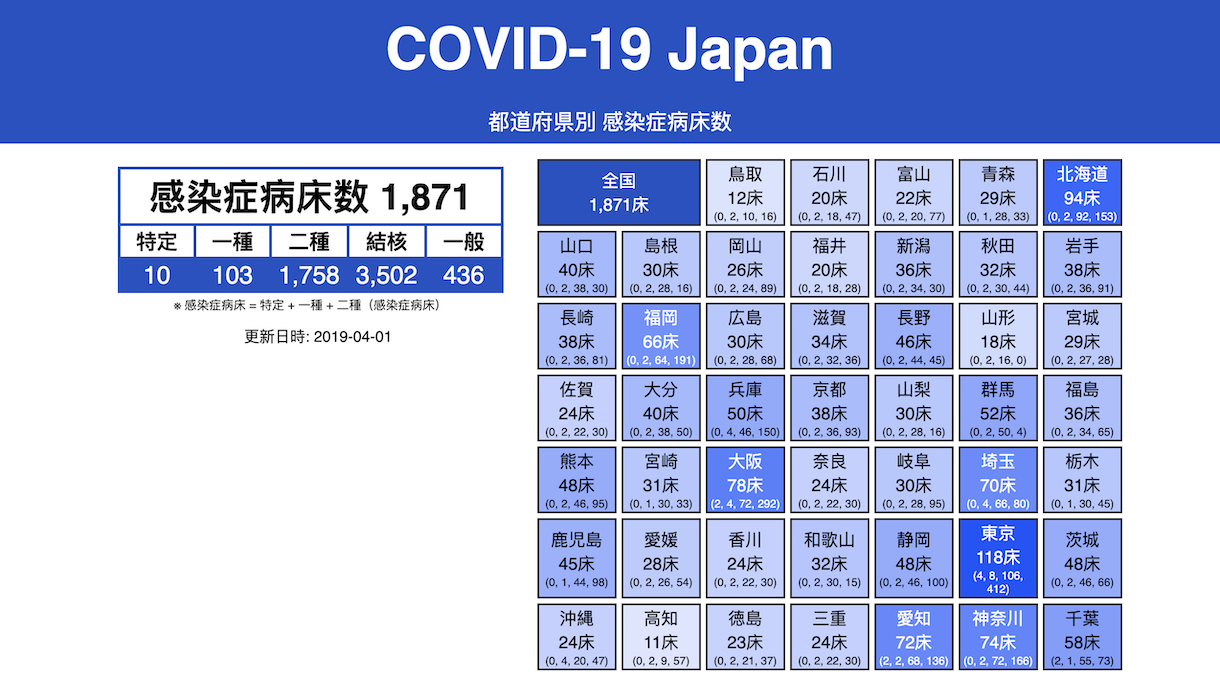 COVID-19 Japan
都道府県別 感染症病床数
感染症病床数 1,871
特定 一種 二種 結核 一般
10 103 1,758 3,502 436
※ 感染症病床 = 特定 + 一種 + 二種（感染症病床）
更新日時: 2019-04-01
全国
1,871床
鳥取
12床
(0, 2, 10, 16)
石川
20床
(0, 2, 18, 47)
富山
22床
(0, 2, 20, 77)
青森
29床
(0, 1, 28, 33)
北海道
94床
(0, 2, 92, 153)
山口
40床
(0, 2, 38, 30)
島根
30床
(0, 2, 28, 16)
岡山
26床
(0, 2, 24, 89)
福井
20床
(0, 2, 18, 28)
新潟
36床
(0, 2, 34, 30)
秋田
32床
(0, 2, 30, 44)
岩手
38床
(0, 2, 36, 91)
長崎
38床
(0, 2, 36, 81)
福岡
66床
(0, 2, 64, 191)
広島
30床
(0, 2, 28, 68)
滋賀
34床
(0, 2, 32, 36)
長野
46床
(0, 2, 44, 45)
山形
18床
(0, 2, 16, 0)
宮城
29床
(0, 2, 27, 28)
佐賀
24床
(0, 2, 22, 30)
大分
40床
(0, 2, 38, 50)
兵庫
50床
(0, 4, 46, 150)
京都
38床
(0, 2, 36, 93)
山梨
30床
(0, 2, 28, 16)
群馬
52床
(0, 2, 50, 4)
福島
36床
(0, 2, 34, 65)
熊本
48床
(0, 2, 46, 95)
宮崎
31床
(0, 1, 30, 33)
大阪
78床
(2, 4, 72, 292)
奈良
24床
(0, 2, 22, 30)
岐阜
30床
(0, 2, 28, 95)
埼玉
70床
(0, 4, 66, 80)
栃木
31床
(0, 1, 30, 45)
鹿児島
45床
(0, 1, 44, 98)
愛媛
28床
(0, 2, 26, 54)
香川
24床
(0, 2, 22, 30)
和歌山
32床
(0, 2, 30, 15)
静岡
48床
(0, 2, 46, 100)
東京
118床
(4, 8, 106,
412)
茨城
48床
(0, 2, 46, 66)
沖縄
24床
(0, 4, 20, 47)
高知
11床
(0, 2, 9, 57)
徳島
23床
(0, 2, 21, 37)
三重
24床
(0, 2, 22, 30)
愛知
72床
(2, 2, 68, 136)
神奈川
74床
(0, 2, 72, 166)
千葉
58床
(2, 1, 55, 73)